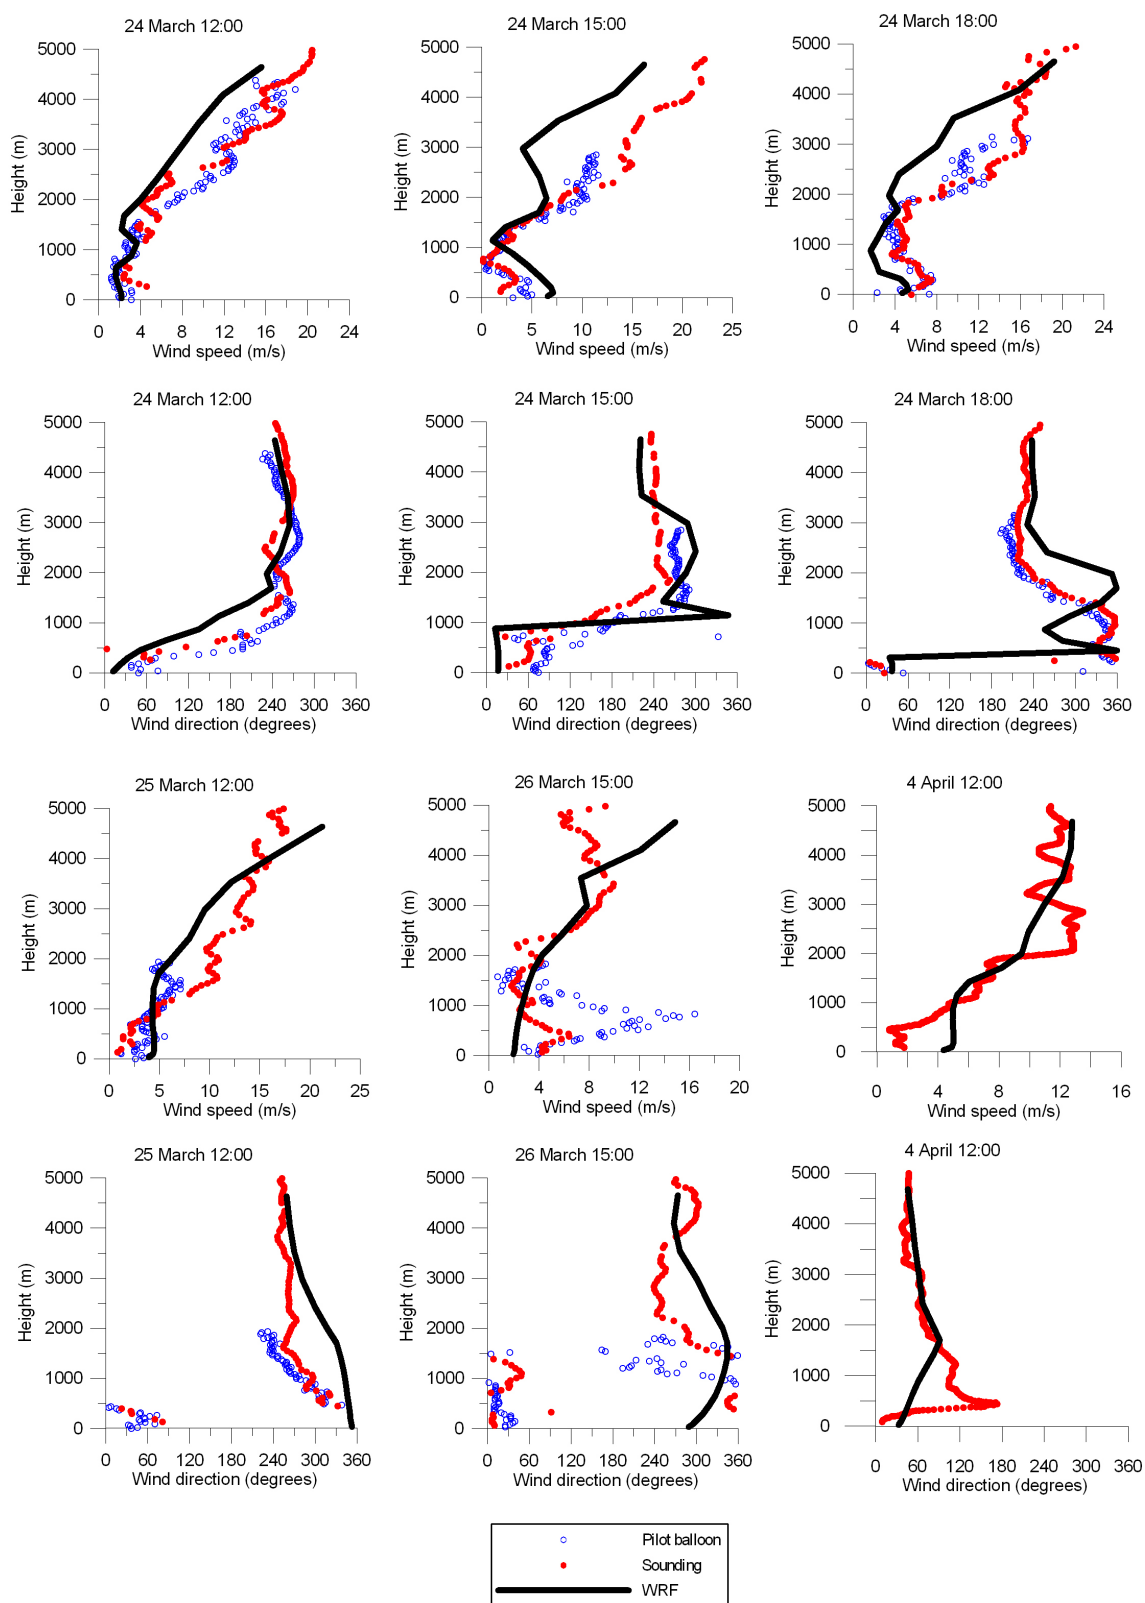 24 March 12:00
24 March 15:00
24 March 18:00
5000
4000
3000
2000
1000
0
Height (m)
0 4 8 12 16 20 24
Wind speed (m/s)
5000
4000
3000
2000
1000
0
Height (m)
0 5 10 15 20 25
Wind speed (m/s)
5000
4000
3000
2000
1000
0
Height (m)
0 4 8 12 16 20 24
Wind speed (m/s)
24 March 12:00
24 March 15:00
24 March 18:00
5000
4000
3000
2000
1000
0
Height (m)
0 60 120 180 240 300 360
Wind direction (degrees)
5000
4000
3000
2000
1000
0
Height (m)
0 60 120 180 240 300 360
Wind direction (degrees)
5000
4000
3000
2000
1000
0
Height (m)
0 60 120 180 240 300 360
Wind direction (degrees)
25 March 12:00
26 March 15:00
4 April 12:00
5000
4000
3000
2000
1000
0
Height (m)
0 5 10 15 20 25
Wind speed (m/s)
5000
4000
3000
2000
1000
0
Height (m)
0 4 8 12 16 20
Wind speed (m/s)
5000
4000
3000
2000
1000
0
Height (m)
0 4 8 12 16
Wind speed (m/s)
25 March 12:00
26 March 15:00
4 April 12:00
5000
4000
3000
2000
1000
0
Height (m)
0 60 120 180 240 300 360
Wind direction (degrees)
5000
4000
3000
2000
1000
0
Height (m)
0 60 120 180 240 300 360
Wind direction (degrees)
5000
4000
3000
2000
1000
0
Height (m)
0 60 120 180 240 300 360
Wind direction (degrees)
Pilot balloon
Sounding
WRF